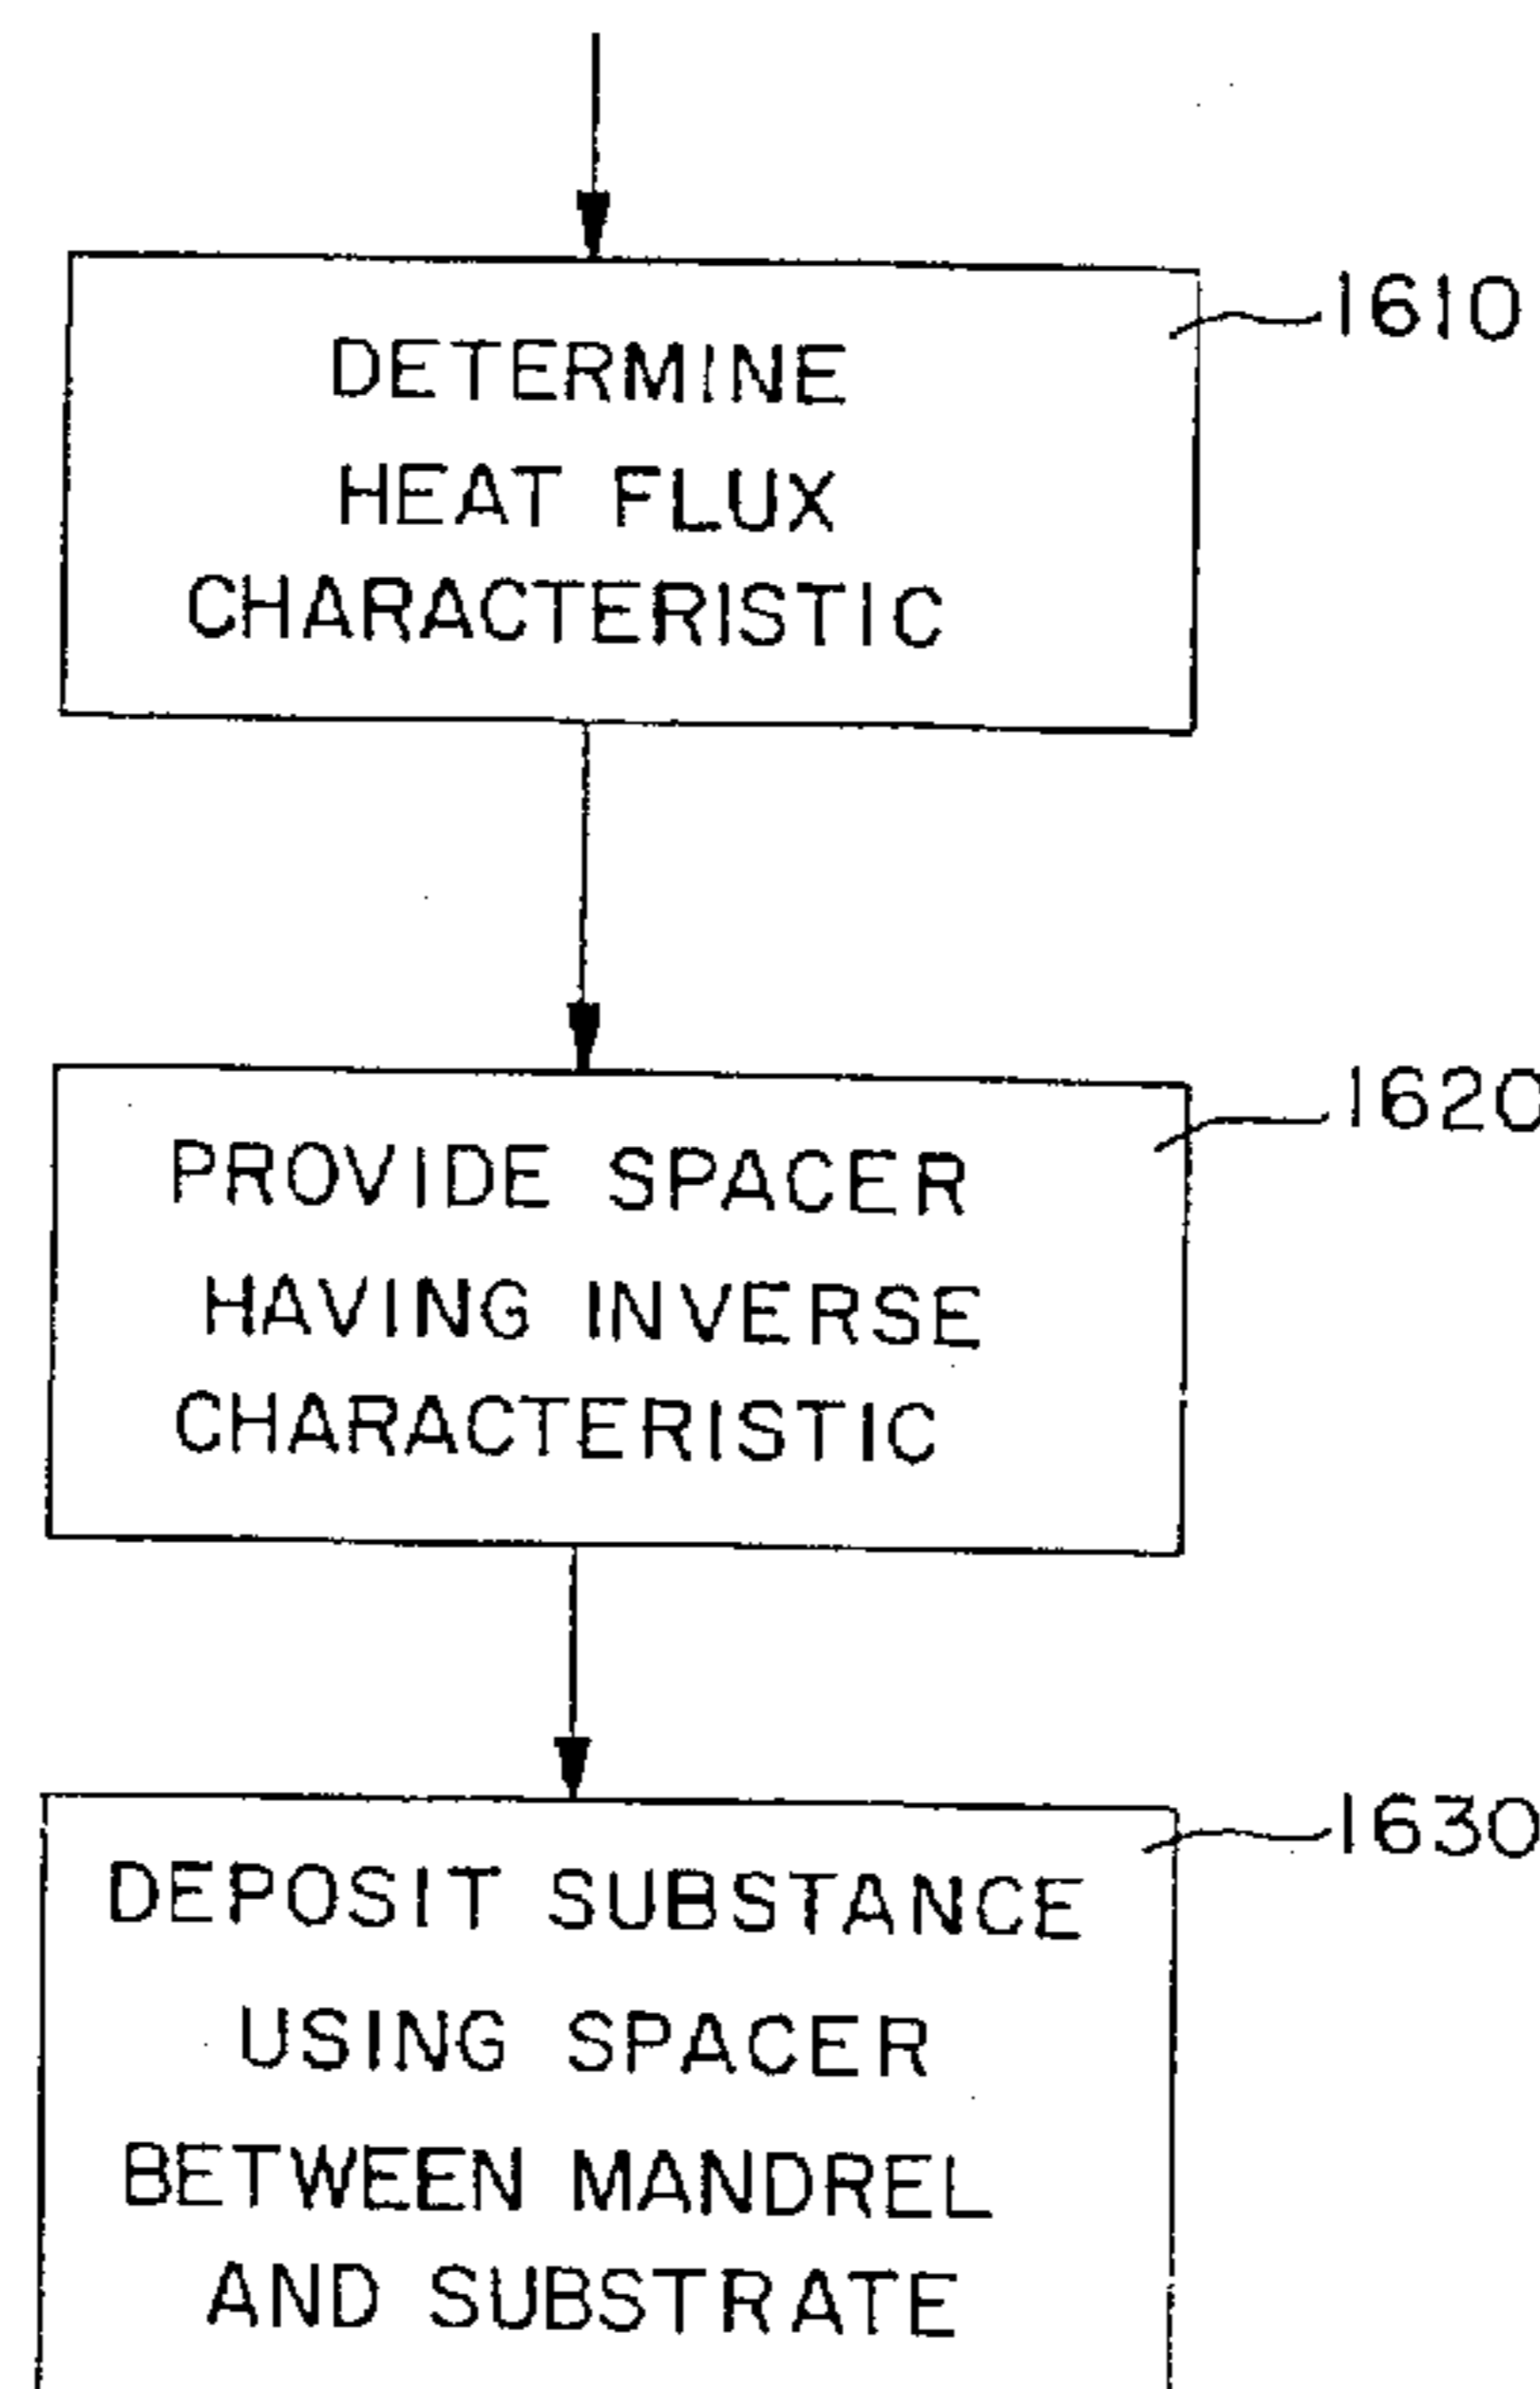 1610
DETERMINE
HEAT FLUX
CHARACTERISTIC
1620
PROVIDE SPACER
HAVING INVERSE
CHARACTERISTIC
1630
DEPOSIT SUBSTANCE
USING SPACER
BETWEEN MANDREL
AND SUBSTRATE